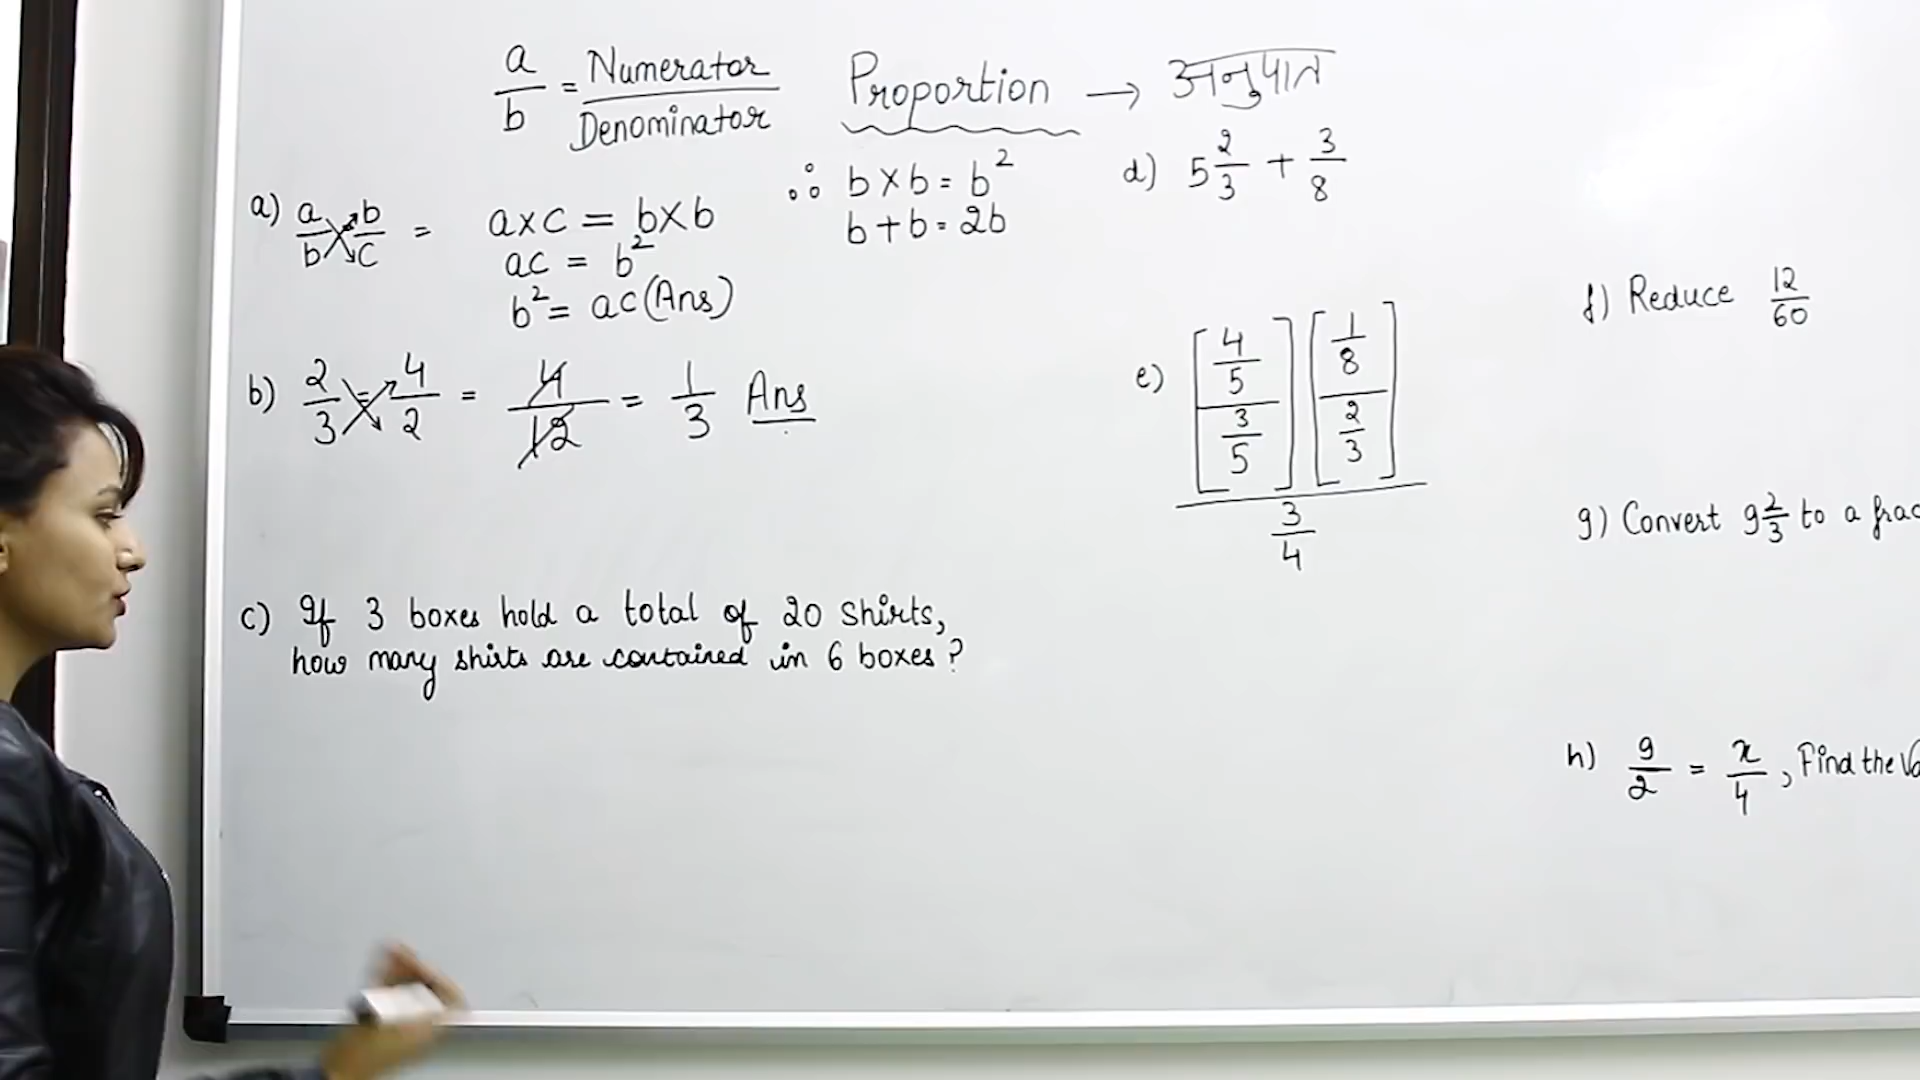 a/b = Numerator/Denominator Proportion → अनुपात
a) a/b b/c = a×c = b×b
ac = b²
b² = ac (Ans)
∴ b×b = b²
b+b = 2b
b) 2/3 = 4/2 = 4/12 = 1/3 Ans
c) If 3 boxes hold a total of 20 Shirts,
how many shirts are contained in 6 boxes?
d) 5 2/3 + 3/8
e) [4/5 / 3/5] [1/8 / 2/3] / 3/4
f) Reduce 12/60
g) Convert 9 2/3 to a frac
h) 9/2 = x/4, Find the